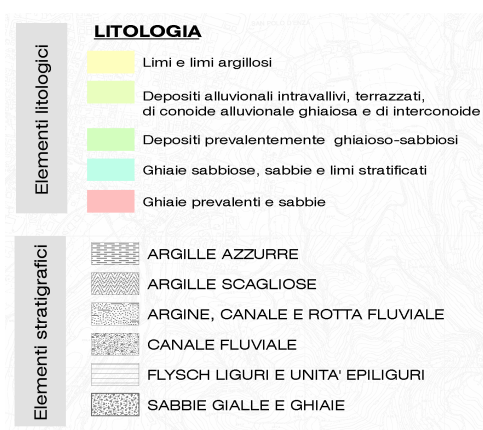 LITOLOGIA
Elementi litologici
Limi e limi argillosi
Depositi alluvionali intravallivi, terrazzati,
di conoide alluvionale ghiaiosa e di interconoide
Depositi prevalentemente ghiaioso-sabbiosi
Ghiaie sabbiose, sabbie e limi stratificati
Ghiaie prevalenti e sabbie
Elementi stratigrafici
ARGILLE AZZURRE
ARGILLE SCAGLIOSE
ARGINE, CANALE E ROTTA FLUVIALE
CANALE FLUVIALE
FLYSCH LIGURI E UNITA' EPILIGURI
SABBIE GIALLE E GHIAIE